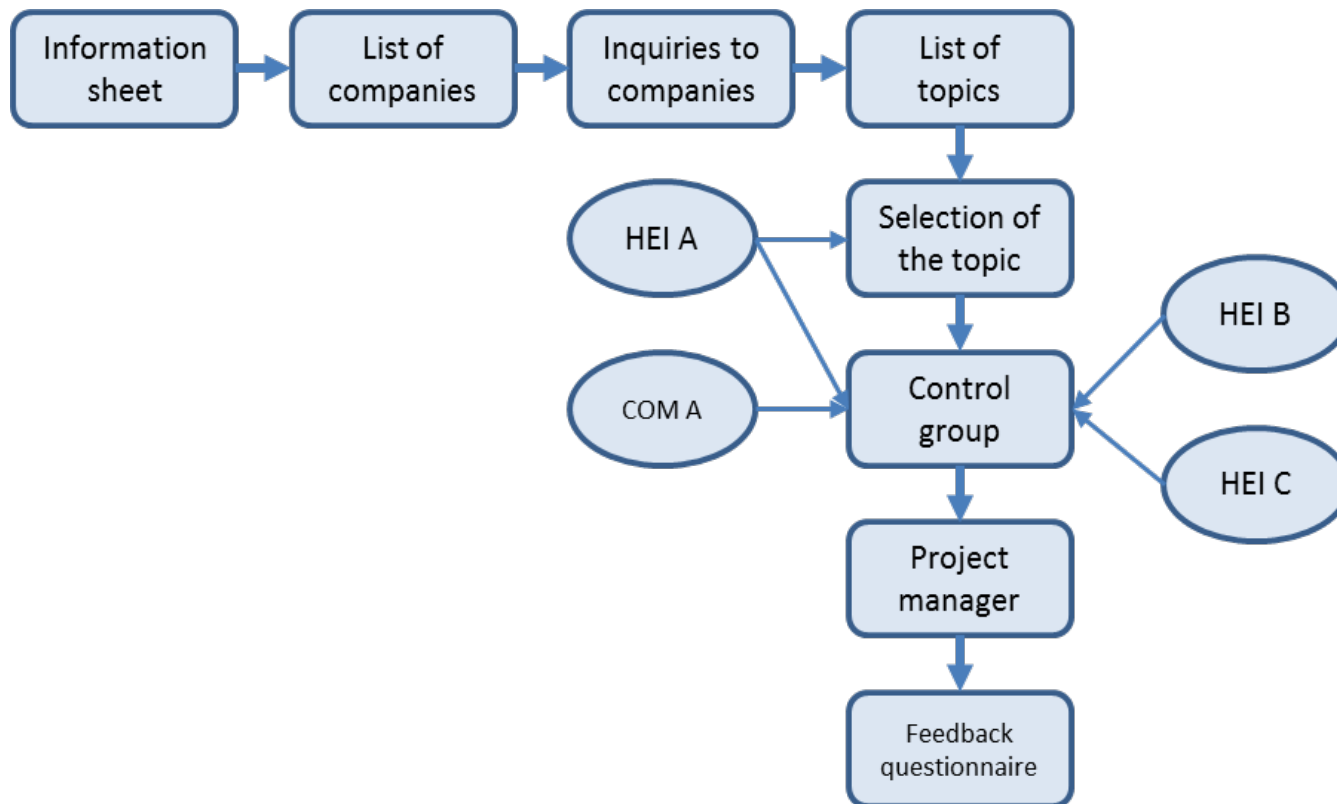 Information
sheet
List of
companies
Inquiries to
companies
List of
topics
HEI A
Selection of
the topic
HEI B
COM A
Control
group
HEI C
Project
manager
Feedback
questionnaire